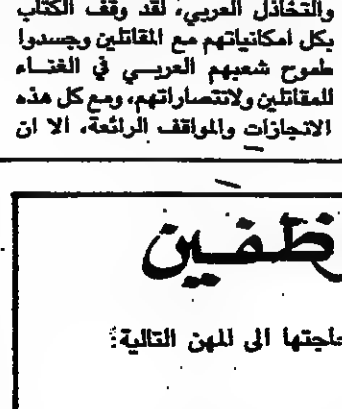 والتخاذل العربي، لقد وقف الكتاب
بكل امكانياتهم مع المقاتلين وجسدوا
طموح شعبهم العربي في الغناء
للمقاتلين ولانتصاراتهم، ومع كل هذه
الانجازات والمواقف الرائعة، الا ان
ظفين
حاجتها الى المهن التالية: